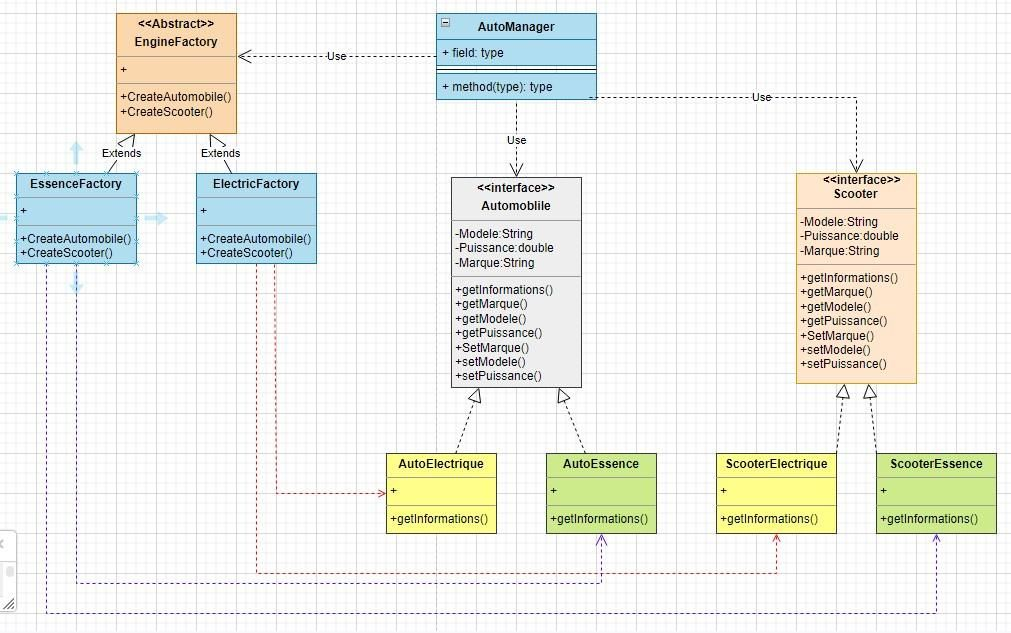 <<Abstract>>
EngineFactory
+
+CreateAutomobile()
+CreateScooter()
AutoManager
+ field: type
+ method(type): type
Use
Use
Use
Extends
Extends
EssenceFactory
+
+CreateAutomobile()
+CreateScooter()
ElectricFactory
+
+CreateAutomobile()
+CreateScooter()
<<interface>>
Automoblile
-Modele:String
-Puissance:double
-Marque:String
+getInformations()
+getMarque()
+getModele()
+getPuissance()
+SetMarque()
+setModele()
+setPuissance()
<<interface>>
Scooter
-Modele:String
-Puissance:double
-Marque:String
+getInformations()
+getMarque()
+getModele()
+getPuissance()
+SetMarque()
+setModele()
+setPuissance()
AutoElectrique
+
+getInformations()
AutoEssence
+
+getInformations()
ScooterElectrique
+
+getInformations()
ScooterEssence
+
+getInformations()